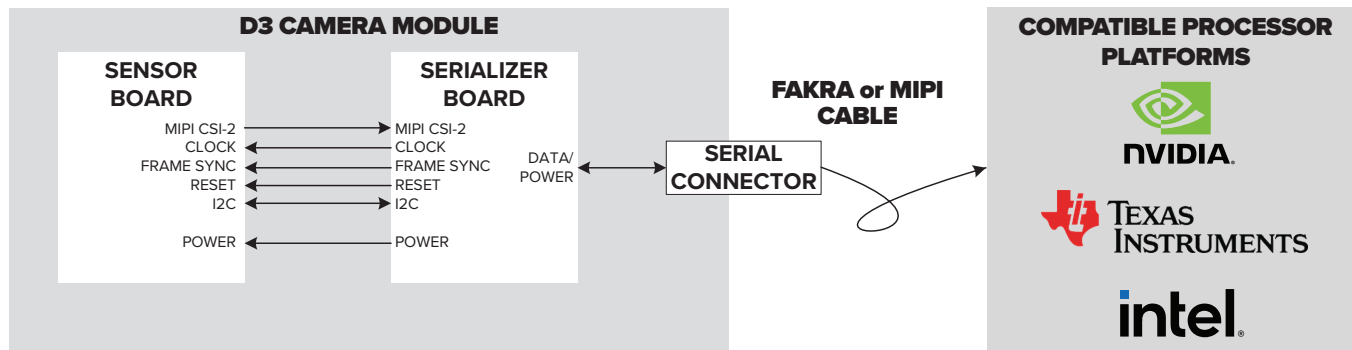 D3 CAMERA MODULE
SENSOR
BOARD
MIPI CSI-2
CLOCK
FRAME SYNC
RESET
I2C
POWER
SERIALIZER
BOARD
MIPI CSI-2
CLOCK
FRAME SYNC
RESET
I2C
POWER
DATA/
POWER
SERIAL
CONNECTOR
FAKRA or MIPI
CABLE
COMPATIBLE PROCESSOR
PLATFORMS
NVIDIA.
ti
TEXAS
INSTRUMENTS
intel®